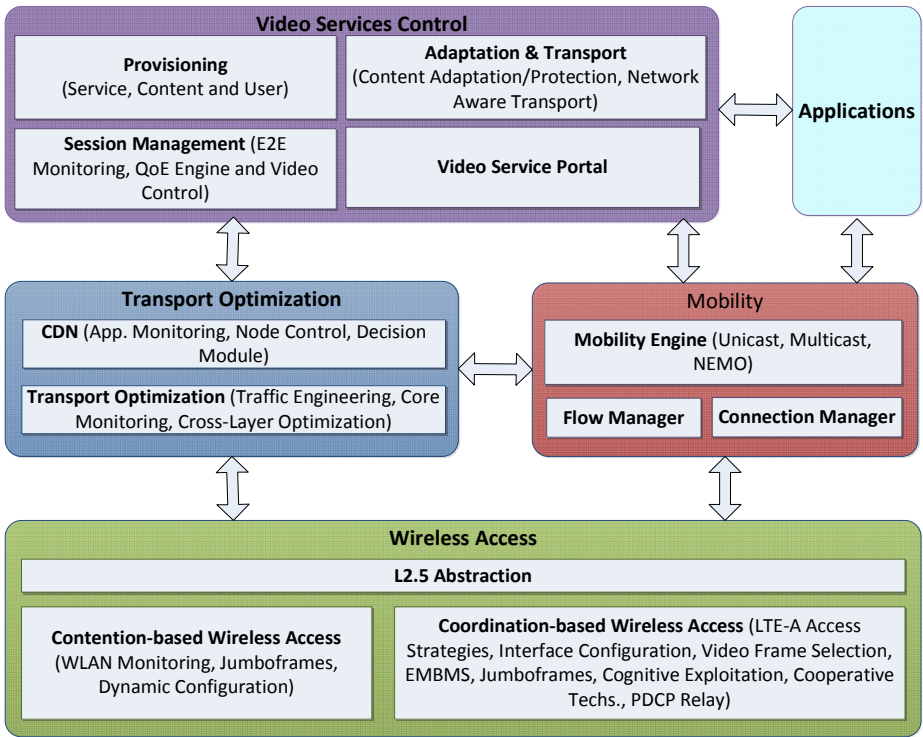 Video Services Control
Provisioning
(Service, Content and User)
Adaptation & Transport
(Content Adaptation/Protection, Network
Aware Transport)
Session Management (E2E
Monitoring, QoE Engine and Video
Control)
Video Service Portal
Applications
Transport Optimization
CDN (App. Monitoring, Node Control, Decision
Module)
Transport Optimization (Traffic Engineering, Core
Monitoring, Cross-Layer Optimization)
Mobility
Mobility Engine (Unicast, Multicast,
NEMO)
Flow Manager
Connection Manager
Wireless Access
L2.5 Abstraction
Contention-based Wireless Access
(WLAN Monitoring, Jumboframes,
Dynamic Configuration)
Coordination-based Wireless Access (LTE-A Access
Strategies, Interface Configuration, Video Frame Selection,
EMBMS, Jumboframes, Cognitive Exploitation, Cooperative
Techs., PDCP Relay)